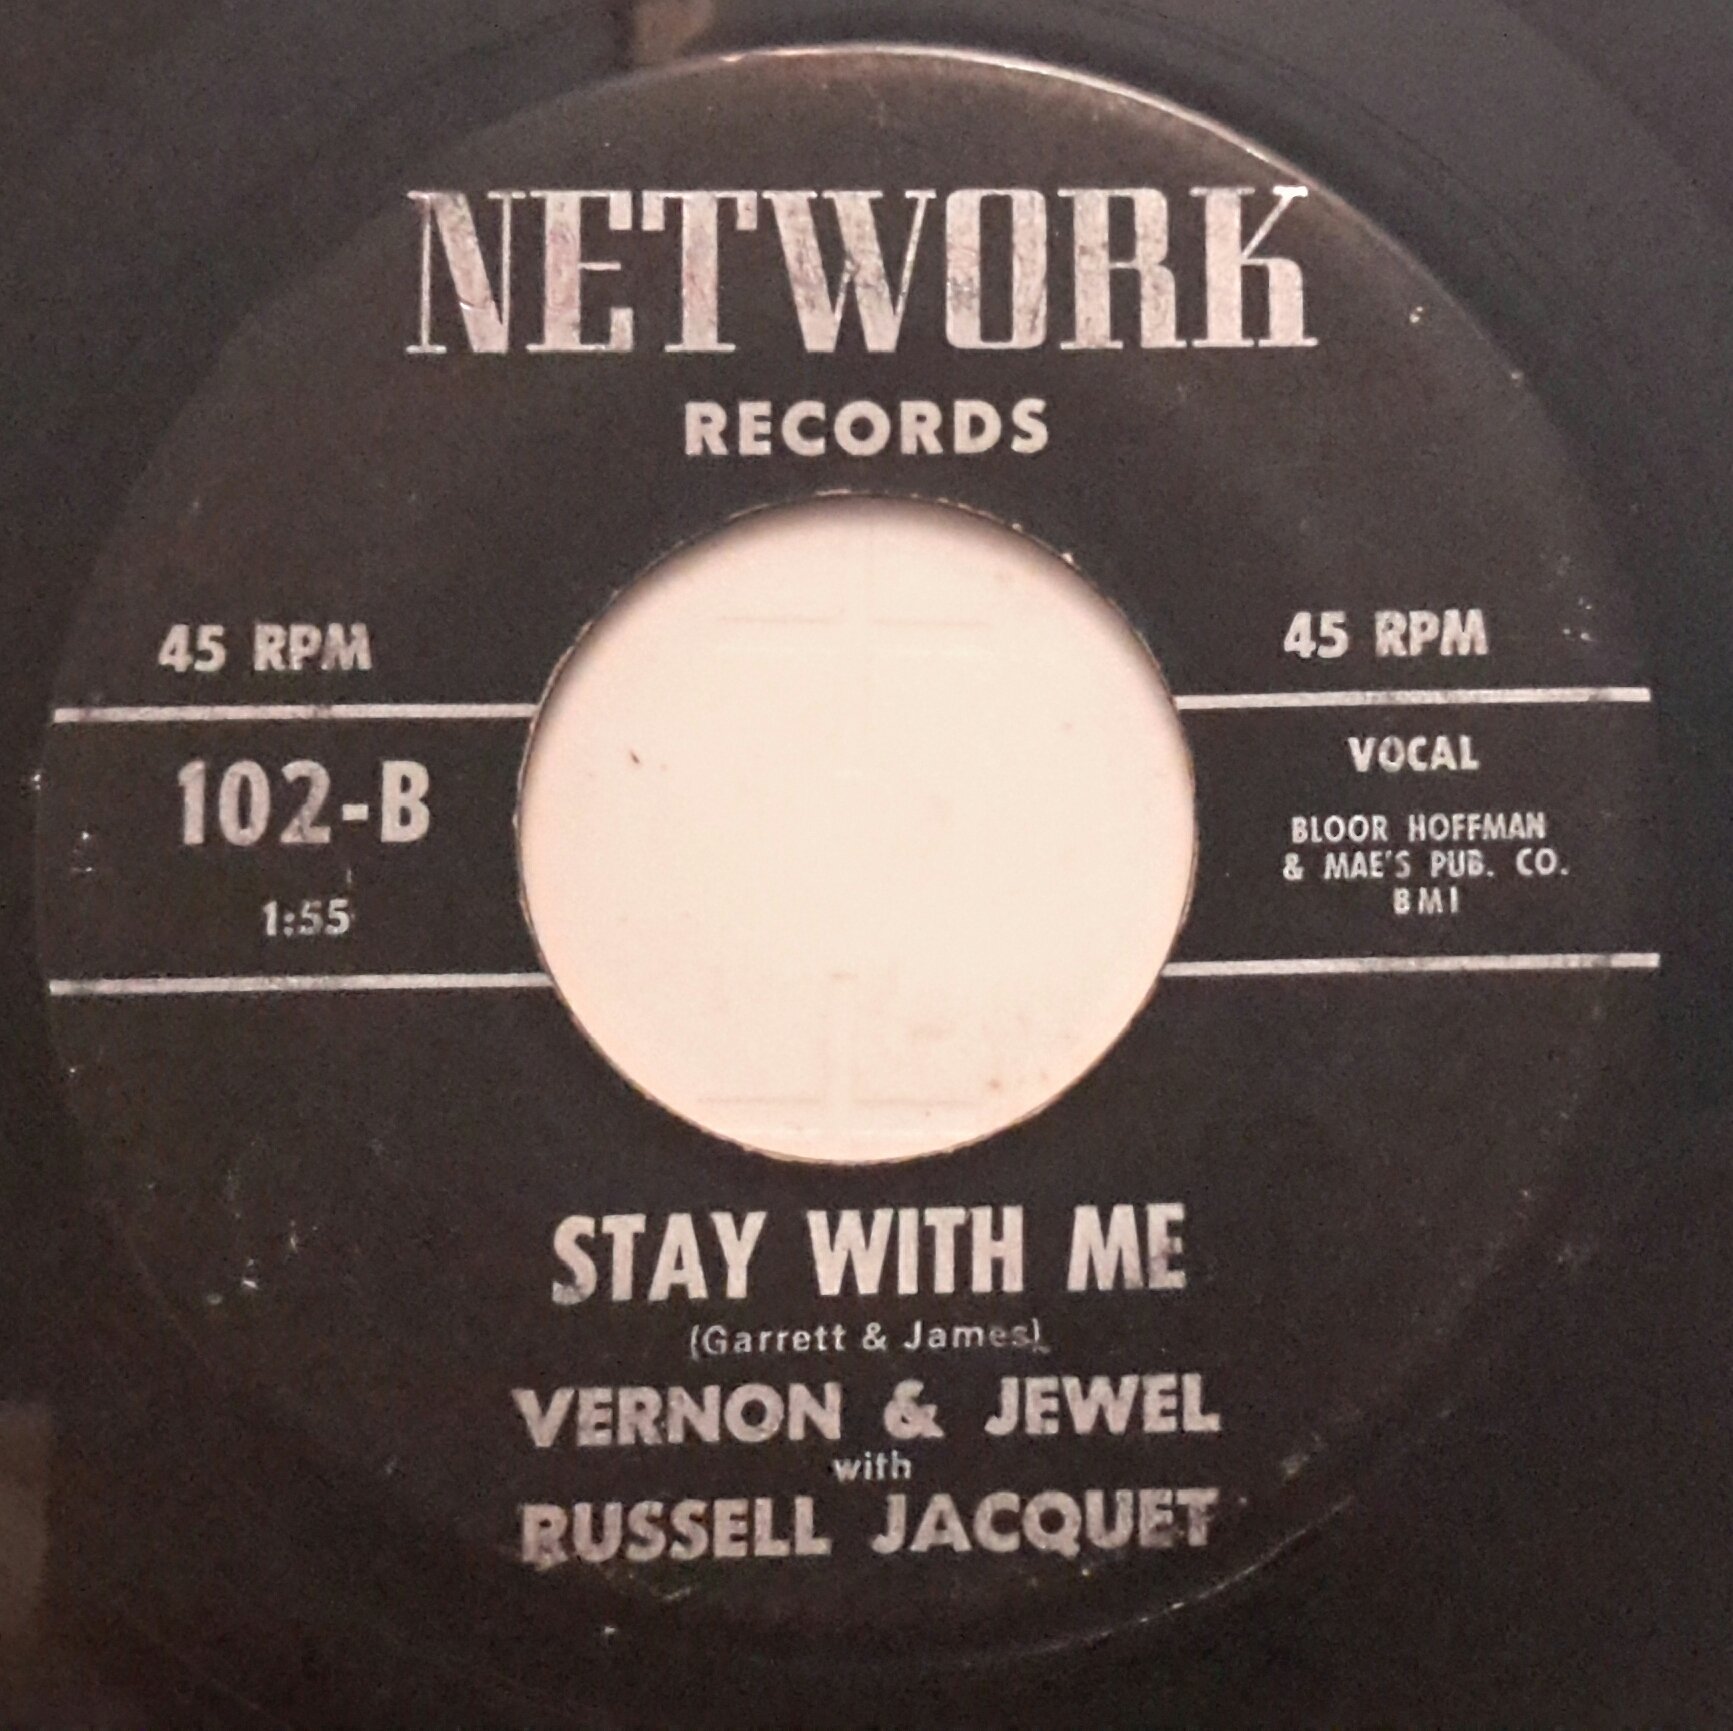 NETWORK
RECORDS
45 RPM
45 RPM
102-B
1:55
VOCAL
BLOOR HOFFMAN
& MAE'S PUB. CO.
BMI
STAY WITH ME
(Garrett & James)
VERNON & JEWEL
with
RUSSELL JACQUET